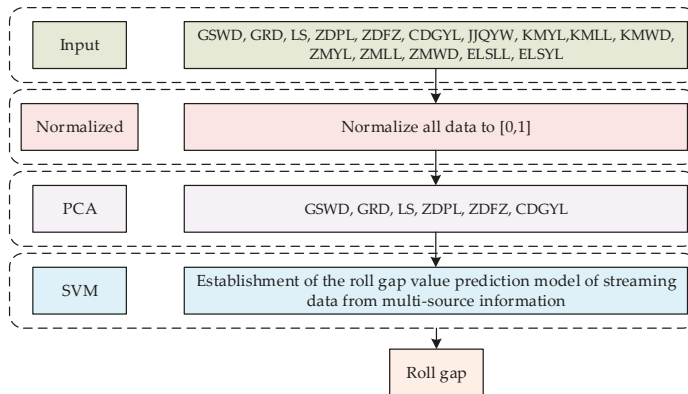 Input
GSWD, GRD, LS, ZDPL, ZDFZ, CDGYL, JJQYW, KMYL,KMLL, KMWD,
ZMYL, ZMLL, ZMWD, ELSLL, ELSYL
Normalized
Normalize all data to [0,1]
PCA
GSWD, GRD, LS, ZDPL, ZDFZ, CDGYL
SVM
Establishment of the roll gap value prediction model of streaming
data from multi-source information
Roll gap